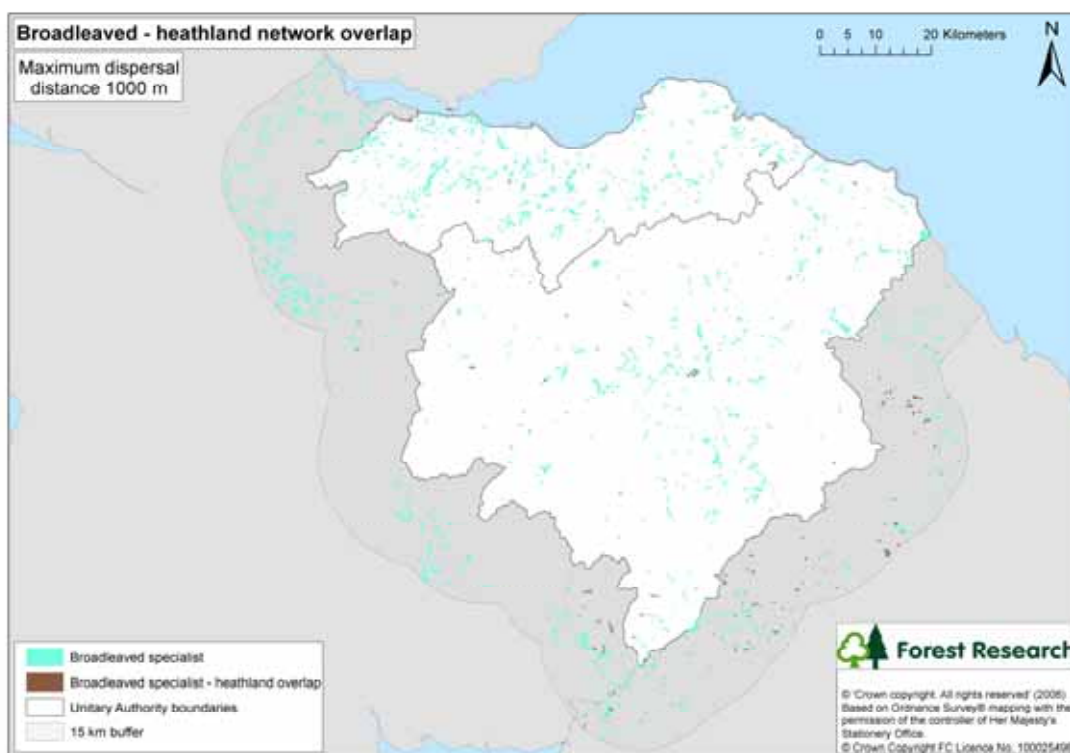 Broadleaved - heathland network overlap
Maximum dispersal
distance 1000 m
0 5 10 20 Kilometers
N
Broadleaved specialist
Broadleaved specialist - heathland overlap
Unitary Authority boundaries
15 km buffer
Forest Research
© 'Crown copyright. All rights reserved' (2006)
Based on Ordnance Survey® mapping with the
permission of the controller of Her Majesty's
Stationery Office.
© Crown Copyright FC Licence No. 100025498